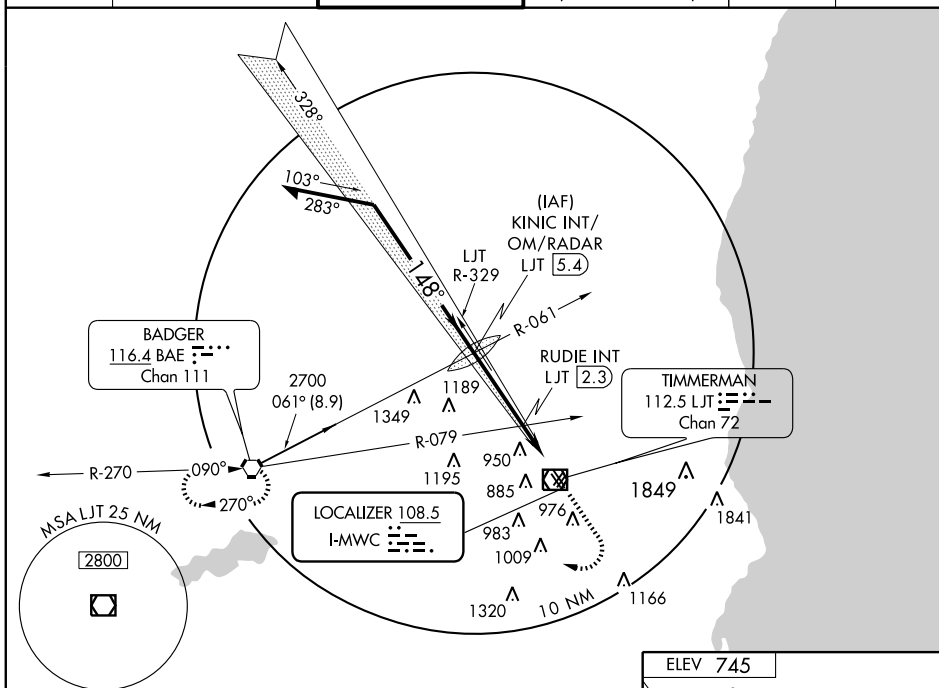 328°
103°
283°
148°
(IAF)
KINIC INT/
OM/RADAR
LJT 5.4
LJT
R-329
R-061
BADGER
116.4 BAE
Chan 111
2700
061° (8.9)
RUDIE INT
LJT 2.3
TIMMERMAN
112.5 LJT
Chan 72
1349
1189
R-079
R-270
090°
270°
1195
950
885
1849
1841
LOCALIZER 108.5
I-MWC
983
976
1009
1320
10 NM
1166
MSA LJT 25 NM
2800
ELEV 745